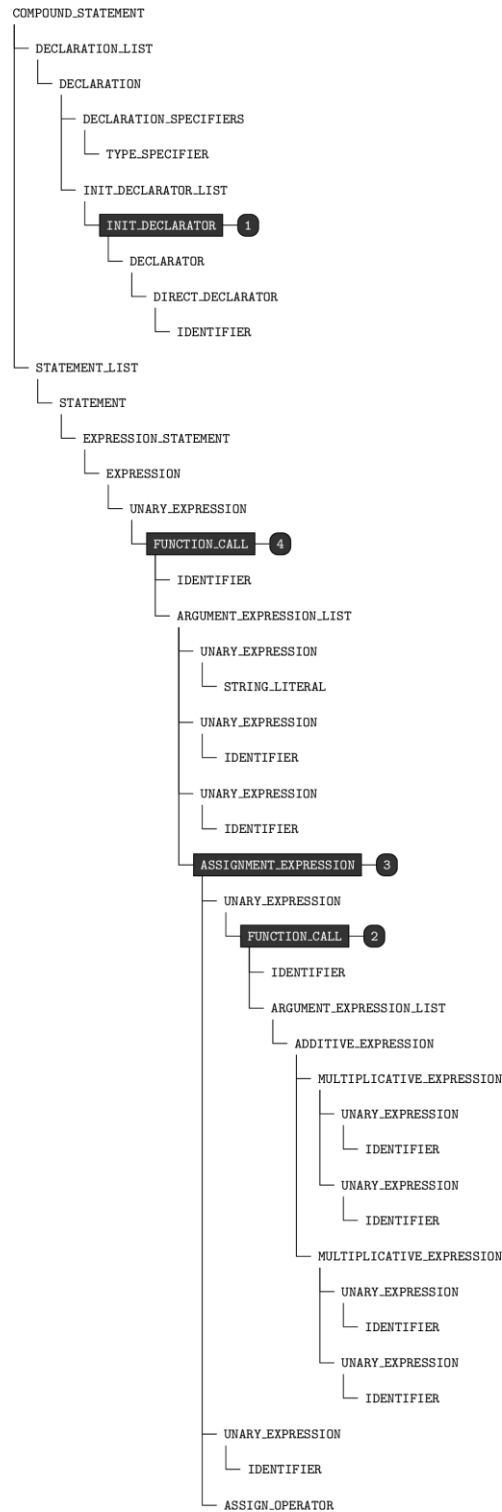 COMPOUND_STATEMENT
DECLARATION_LIST
DECLARATION
DECLARATION_SPECIFIERS
TYPE_SPECIFIER
INIT_DECLARATOR_LIST
INIT_DECLARATOR 1
DECLARATOR
DIRECT_DECLARATOR
IDENTIFIER
STATEMENT_LIST
STATEMENT
EXPRESSION_STATEMENT
EXPRESSION
UNARY_EXPRESSION
FUNCTION_CALL 4
IDENTIFIER
ARGUMENT_EXPRESSION_LIST
UNARY_EXPRESSION
STRING_LITERAL
UNARY_EXPRESSION
IDENTIFIER
UNARY_EXPRESSION
IDENTIFIER
ASSIGNMENT_EXPRESSION 3
UNARY_EXPRESSION
FUNCTION_CALL 2
IDENTIFIER
ARGUMENT_EXPRESSION_LIST
ADDITIVE_EXPRESSION
MULTIPLICATIVE_EXPRESSION
UNARY_EXPRESSION
IDENTIFIER
UNARY_EXPRESSION
IDENTIFIER
MULTIPLICATIVE_EXPRESSION
UNARY_EXPRESSION
IDENTIFIER
UNARY_EXPRESSION
IDENTIFIER
UNARY_EXPRESSION
IDENTIFIER
ASSIGN_OPERATOR